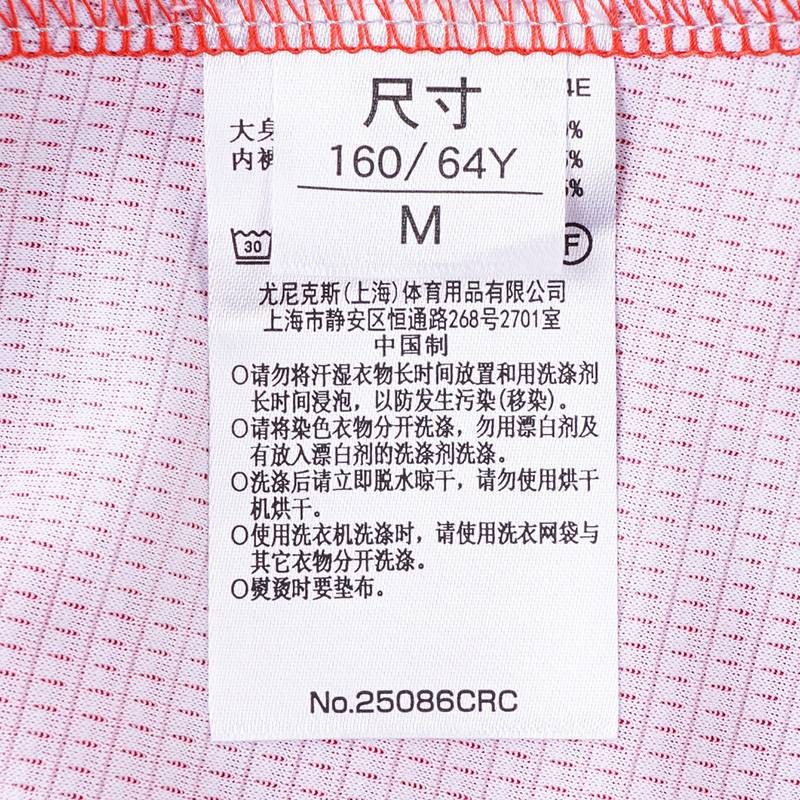 尺寸
160/ 64Y
M
4E
大身
%
内裤
%
%
30
F
尤尼克斯(上海)体育用品有限公司
上海市静安区恒通路268号2701室
中国制
○请勿将汗湿衣物长时间放置和用洗涤剂
长时间浸泡，以防发生污染(移染)。
○请将染色衣物分开洗涤，勿用漂白剂及
有放入漂白剂的洗涤剂洗涤。
○洗涤后请立即脱水晾干，请勿使用烘干
机烘干。
○使用洗衣机洗涤时，请使用洗衣网袋与
其它衣物分开洗涤。
○熨烫时要垫布。
No.25086CRC